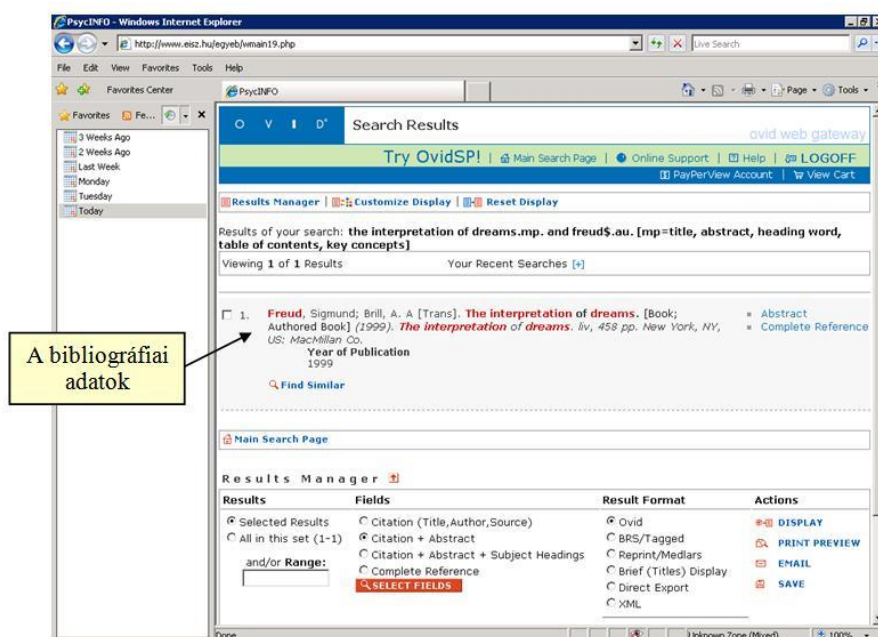 PsycINFO - Windows Internet Explorer
http://www.eisz.hu/egyeb/wmain19.php
Live Search
File Edit View Favorites Tools Help
Favorites Center
PsycINFO
Page
Tools
Favorites
Fe...
3 Weeks Ago
2 Weeks Ago
Last Week
Monday
Tuesday
Today
O V I D
Search Results
ovid web gateway
Try OvidSP! | Main Search Page | Online Support | Help | LOGOFF
PayPerView Account | View Cart
Results Manager | Customize Display | Reset Display
Results of your search: the interpretation of dreams.mp. and freud$.au. [mp=title, abstract, heading word,
table of contents, key concepts]
Viewing 1 of 1 Results
Your Recent Searches [+]
1. Freud, Sigmund; Brill, A. A [Trans]. The interpretation of dreams. [Book;
Authored Book] (1999). The interpretation of dreams. liv, 458 pp. New York, NY,
US: MacMillan Co.
Year of Publication
1999
Find Similar
Abstract
Complete Reference
A bibliográfiai
adatok
Main Search Page
Results Manager
Results Fields Result Format Actions
Selected Results
All in this set (1-1)
and/or Range:
Citation (Title,Author,Source)
Citation + Abstract
Citation + Abstract + Subject Headings
Complete Reference
SELECT FIELDS
Ovid
BRS/Tagged
Reprint/Medlars
Brief (Titles) Display
Direct Export
XML
DISPLAY
PRINT PREVIEW
EMAIL
SAVE
Done
Unknown Zone (Mixed)
100%